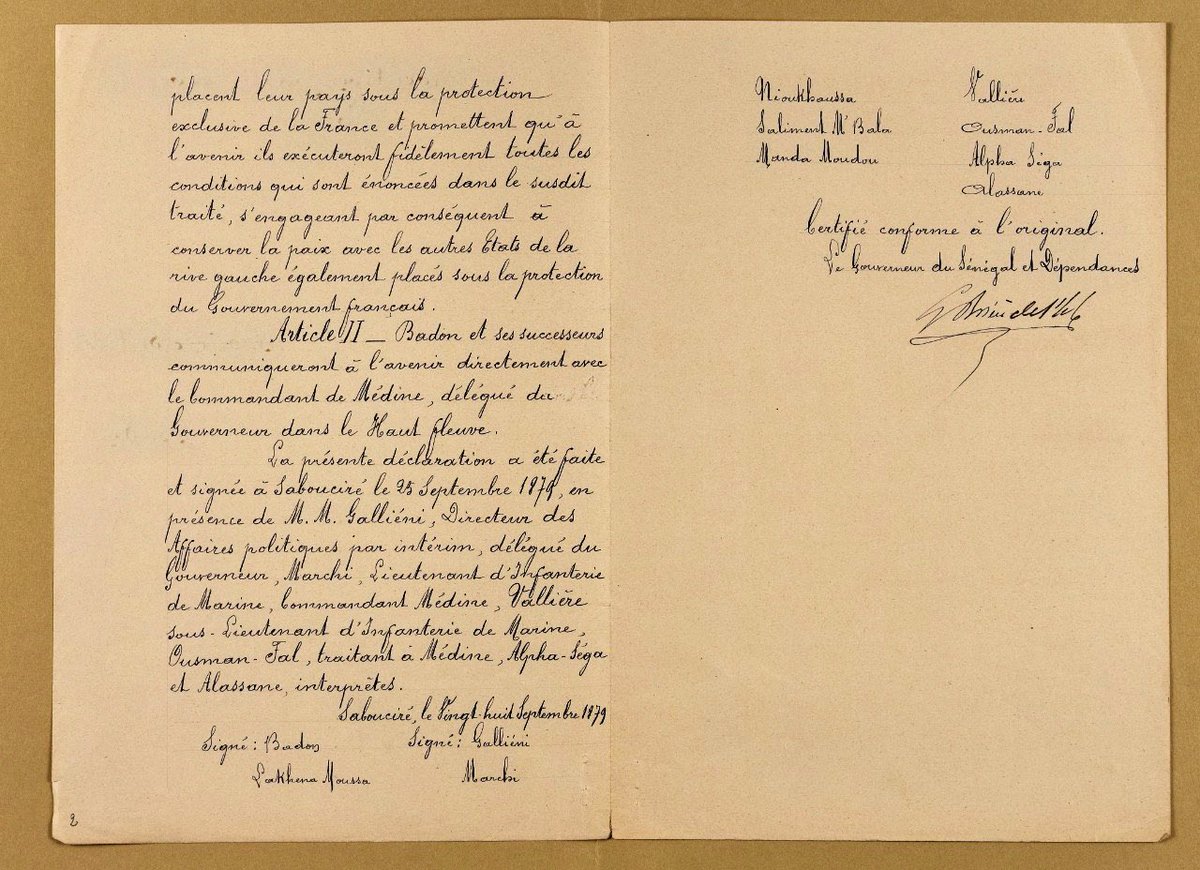 placent leur pays sous la protection
exclusive de la France et promettent qu'à
l'avenir ils exécuteront fidèlement toutes les
conditions qui sont énoncées dans le susdit
traité, s'engageant par conséquent à
conserver la paix avec les autres Etats de la
rive gauche également placés sous la protection
du Gouvernement français.
Article II _ Badon et ses successeurs
communiqueront à l'avenir directement avec
le Commandant de Médine, délégué du
Gouverneur dans le Haut fleuve.
La présente déclaration a été faite
et signée à Sabouciré le 25 Septembre 1879, en
présence de M. M. Galliéni, Directeur des
Affaires politiques par intérim, délégué du
Gouverneur, Marchi, Lieutenant d'Infanterie
de Marine, Commandant Médine, Vallière
sous-Lieutenant d'Infanterie de Marine,
Ousman-Fal, traitant à Médine, Alpha-Séga
et Alassane, interprêtes.
Sabouciré, le Vingt-huit Septembre 1879
Signé: Badon
Lakhena Moussa
Signé: Galliéni
Marchi
2
Nioukhoussa
Saliment M'Bala
Manda Moudou
Vallière
Ousman-Fal
Alpha Séga
Alassane
Certifié conforme à l'original.
Le Gouverneur du Sénégal et Dépendances